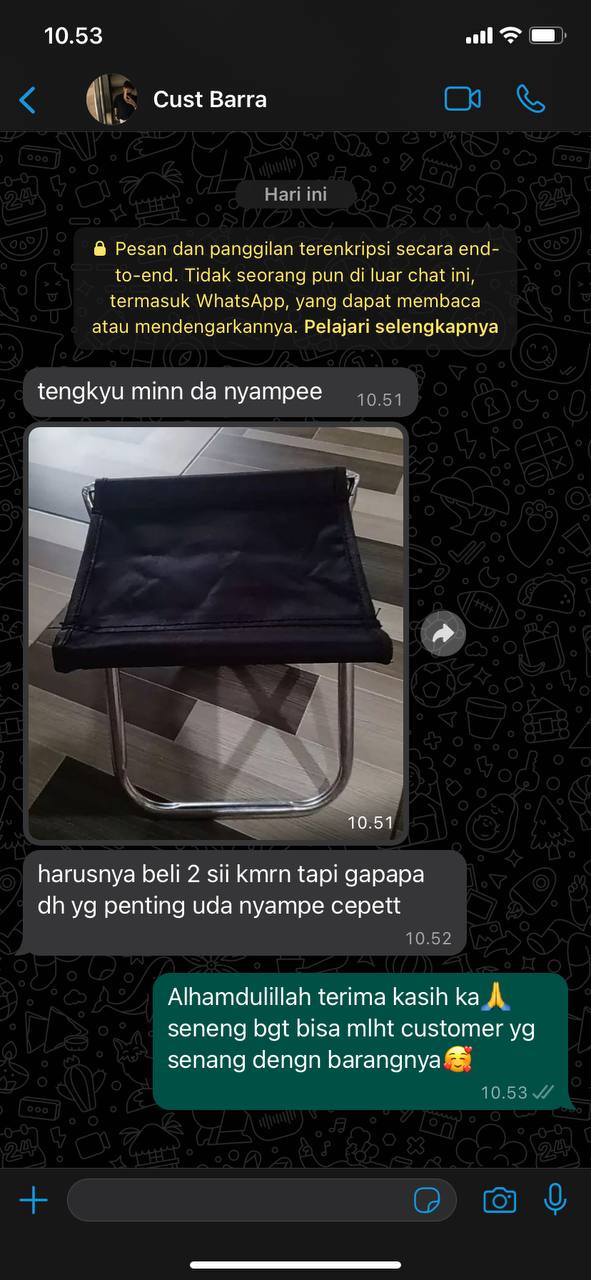 10.53
Cust Barra
Hari ini
Pesan dan panggilan terenkripsi secara end-
to-end. Tidak seorang pun di luar chat ini,
termasuk WhatsApp, yang dapat membaca
atau mendengarkannya. Pelajari selengkapnya
tengkyu minn da nyampee 10.51
10.51
harusnya beli 2 sii kmrn tapi gapapa
dh yg penting uda nyampe cepett
10.52
Alhamdulillah terima kasih ka🙏
seneng bgt bisa mlht customer yg
senang dengn barangnya🥰
10.53